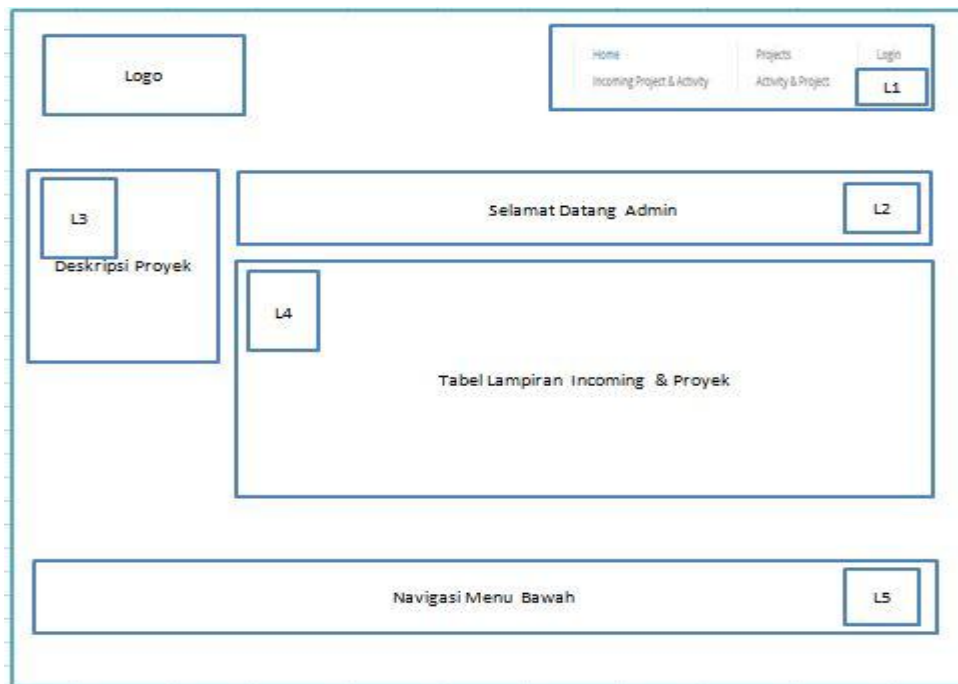 Logo
Home Projects Login
Incoming Project & Activity Activity & Project L1
L3
Deskripsi Proyek
Selamat Datang Admin L2
L4
Tabel Lampiran Incoming & Proyek
Navigasi Menu Bawah L5